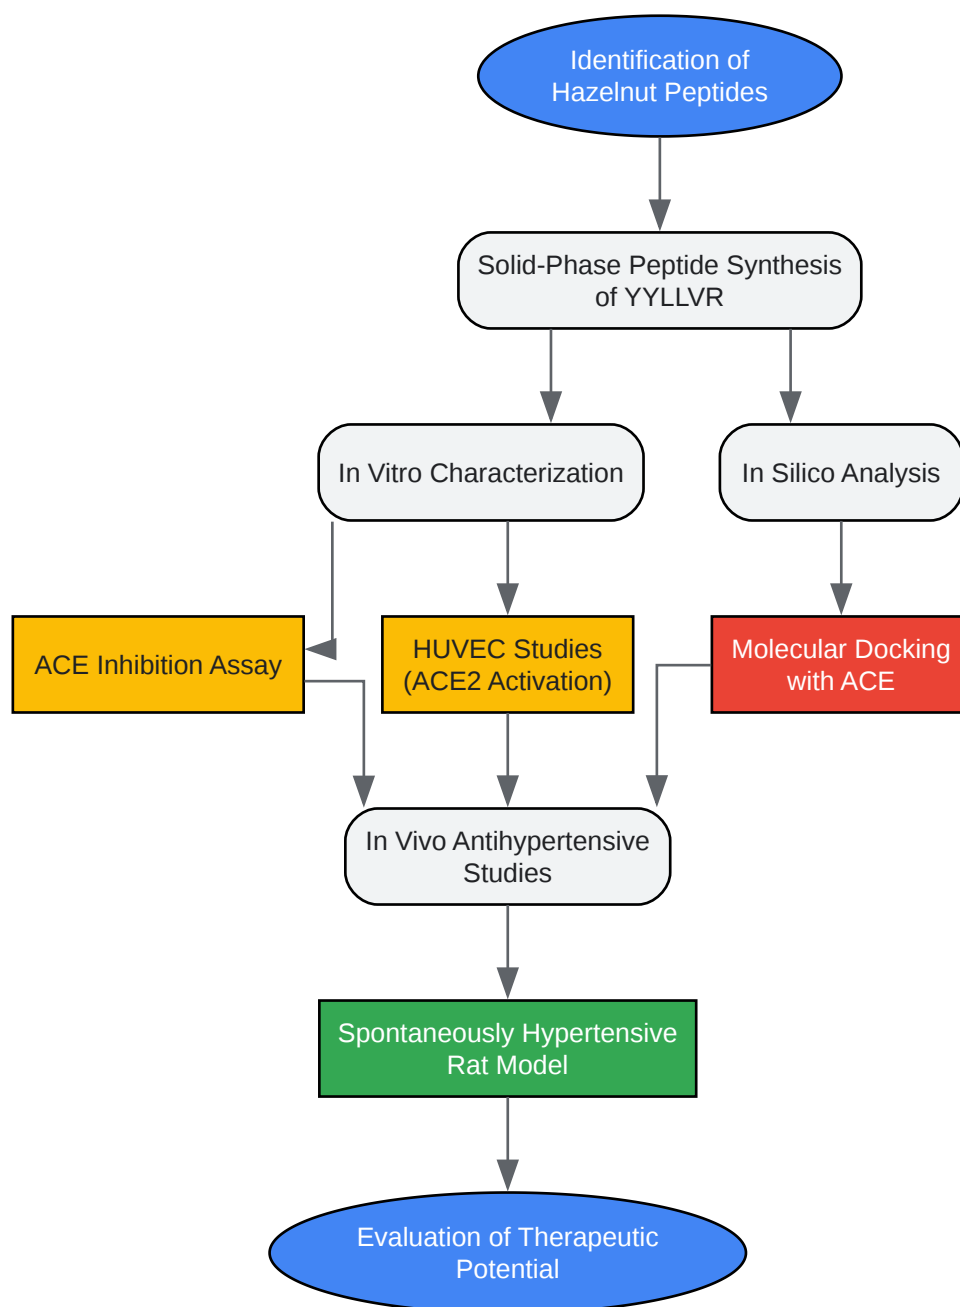 Identification of
Hazelnut Peptides
Solid-Phase Peptide Synthesis
of YYLLVR
In Vitro Characterization
In Silico Analysis
ACE Inhibition Assay
HUVEC Studies
(ACE2 Activation)
Molecular Docking
with ACE
In Vivo Antihypertensive
Studies
Spontaneously Hypertensive
Rat Model
Evaluation of Therapeutic
Potential